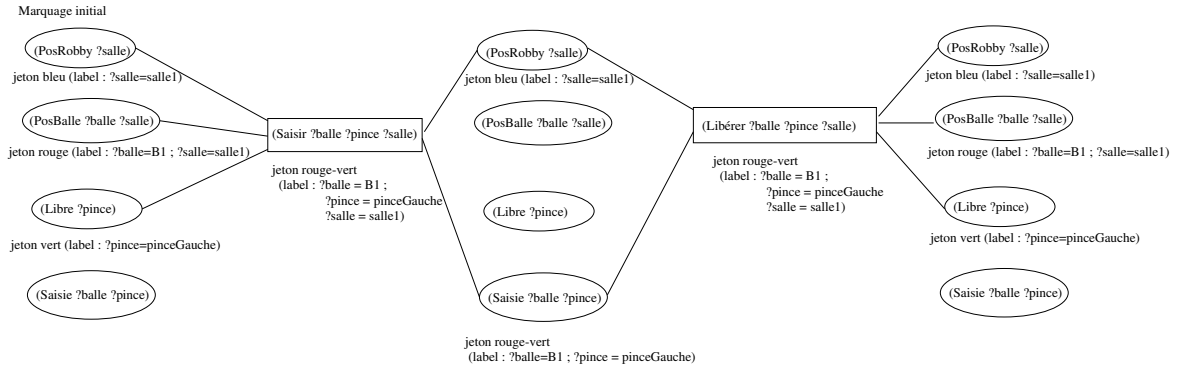 Marquage initial
(PosRobby ?salle)
jeton bleu (label : ?salle=salle1)
(PosBalle ?balle ?salle)
jeton rouge (label : ?balle=B1 ; ?salle=salle1)
(Libre ?pince)
jeton vert (label : ?pince=pinceGauche)
(Saisie ?balle ?pince)
(Saisir ?balle ?pince ?salle)
jeton rouge-vert
(label : ?balle = B1 ;
?pince = pinceGauche
?salle = salle1)
(PosRobby ?salle)
jeton bleu (label : ?salle=salle1)
(PosBalle ?balle ?salle)
(Libre ?pince)
(Saisie ?balle ?pince)
jeton rouge-vert
(label : ?balle=B1 ; ?pince = pinceGauche)
(Libérer ?balle ?pince ?salle)
jeton rouge-vert
(label : ?balle = B1 ;
?pince = pinceGauche
?salle = salle1)
(PosRobby ?salle)
jeton bleu (label : ?salle=salle1)
(PosBalle ?balle ?salle)
jeton rouge (label : ?balle=B1 ; ?salle=salle1)
(Libre ?pince)
jeton vert (label : ?pince=pinceGauche)
(Saisie ?balle ?pince)